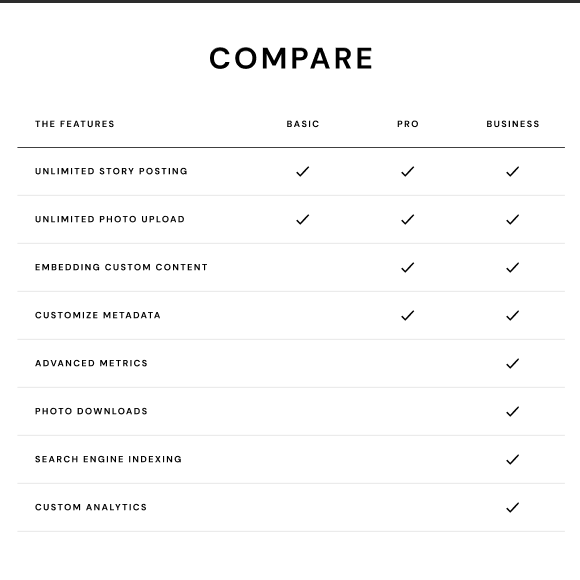 COMPARE
THE FEATURES BASIC PRO BUSINESS
UNLIMITED STORY POSTING ✓ ✓ ✓
UNLIMITED PHOTO UPLOAD ✓ ✓ ✓
EMBEDDING CUSTOM CONTENT ✓ ✓
CUSTOMIZE METADATA ✓ ✓
ADVANCED METRICS ✓
PHOTO DOWNLOADS ✓
SEARCH ENGINE INDEXING ✓
CUSTOM ANALYTICS ✓